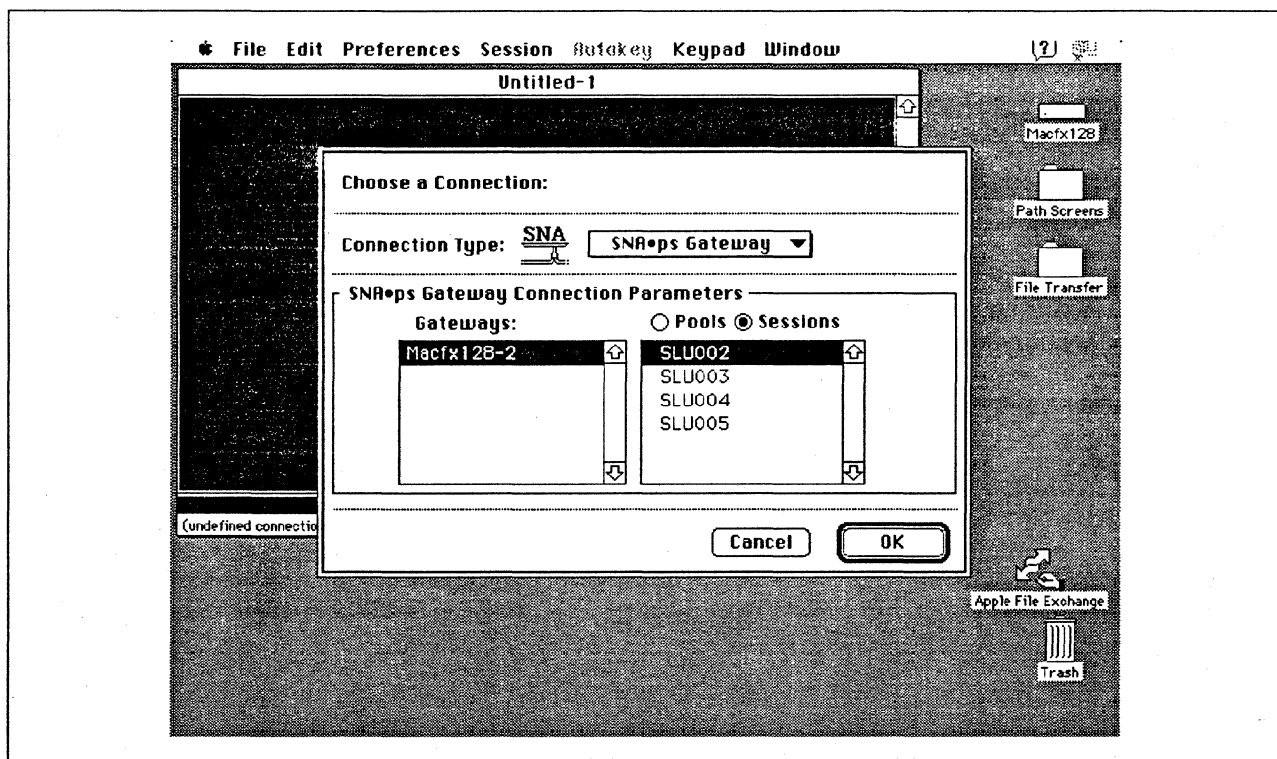 File Edit Preferences Session Autokey Keypad Window
Untitled-1
Macfx128
Path Screens
File Transfer
Choose a Connection:
Connection Type: SNA SNA•ps Gateway
SNA•ps Gateway Connection Parameters
Gateways:
Pools Sessions
Macfx128-2
SLU002
SLU003
SLU004
SLU005
(undefined connectio
Cancel OK
Apple File Exchange
Trash